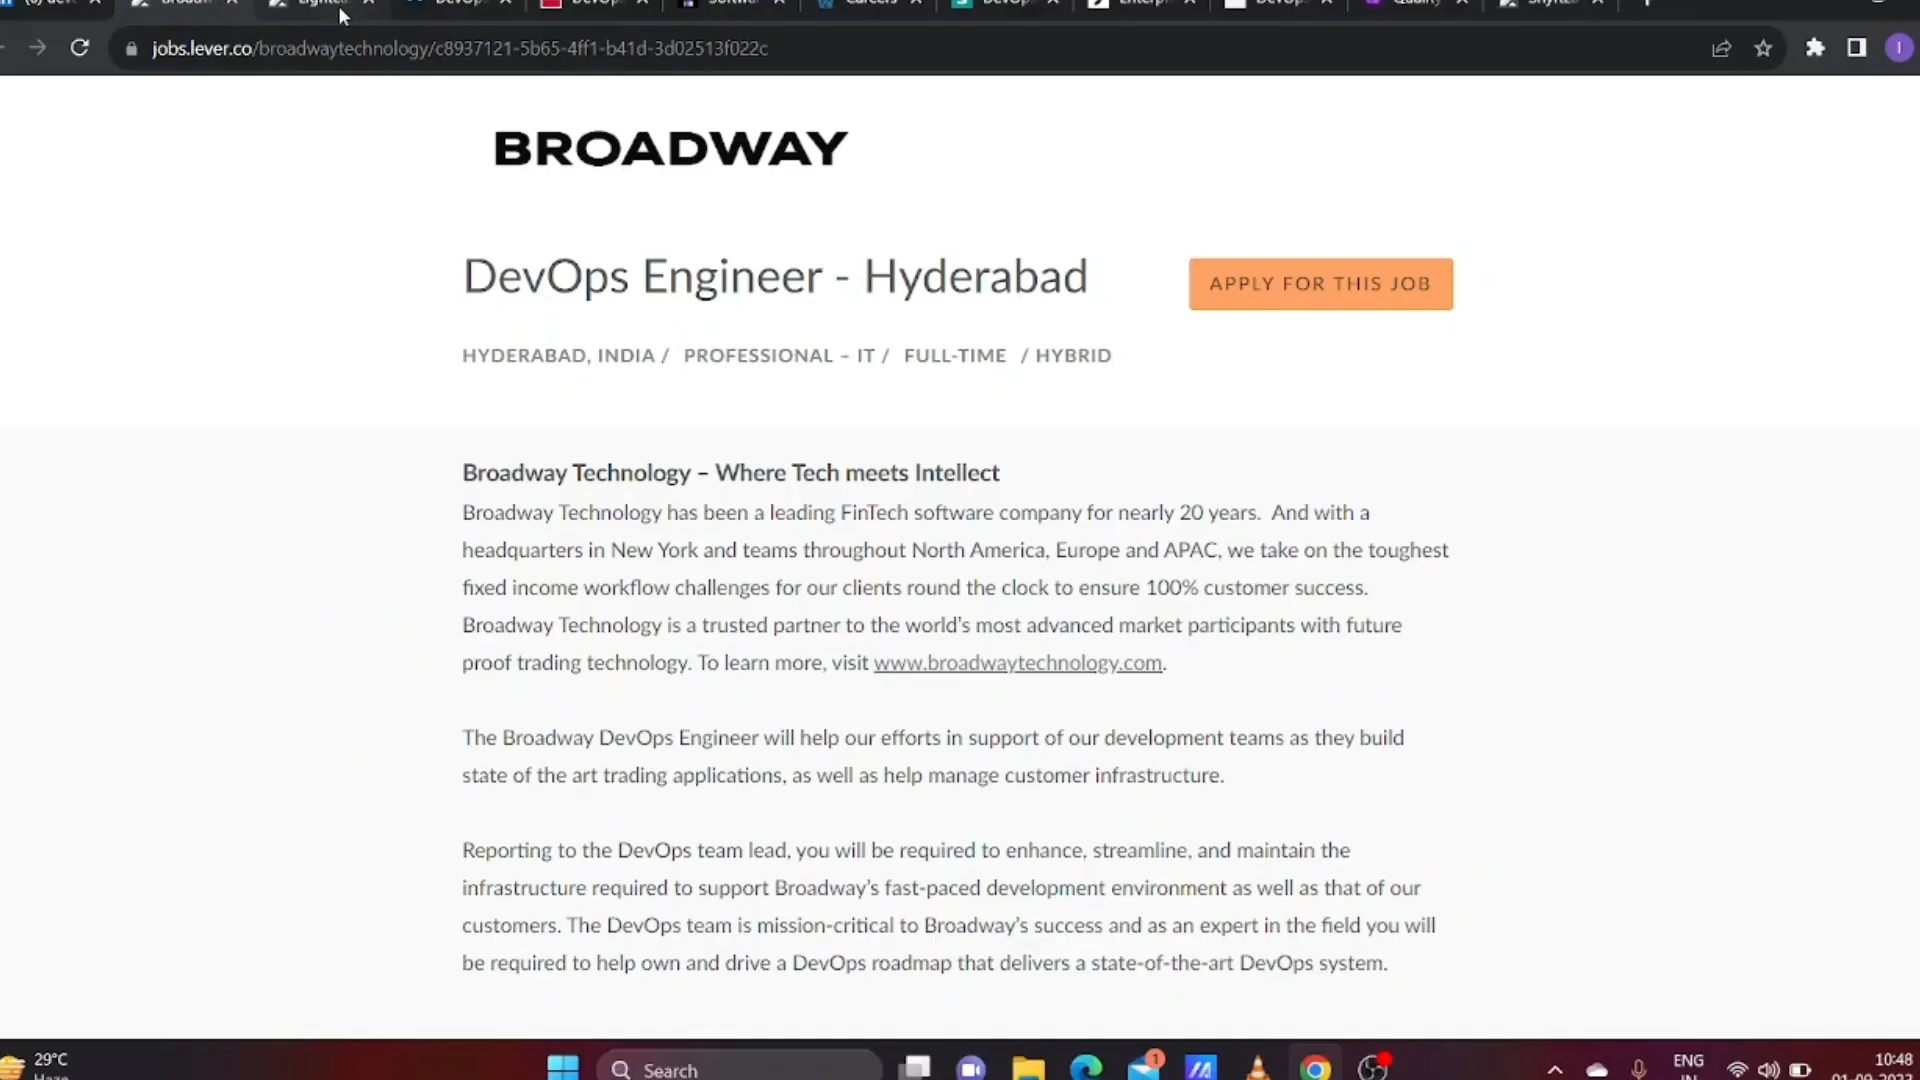 jobs.lever.co/broadwaytechnology/c8937121-5b65-4ff1-b41d-3d02513f022c
BROADWAY
DevOps Engineer - Hyderabad
APPLY FOR THIS JOB
HYDERABAD, INDIA / PROFESSIONAL – IT / FULL-TIME / HYBRID
Broadway Technology – Where Tech meets Intellect
Broadway Technology has been a leading FinTech software company for nearly 20 years. And with a
headquarters in New York and teams throughout North America, Europe and APAC, we take on the toughest
fixed income workflow challenges for our clients round the clock to ensure 100% customer success.
Broadway Technology is a trusted partner to the world’s most advanced market participants with future
proof trading technology. To learn more, visit www.broadwaytechnology.com.
The Broadway DevOps Engineer will help our efforts in support of our development teams as they build
state of the art trading applications, as well as help manage customer infrastructure.
Reporting to the DevOps team lead, you will be required to enhance, streamline, and maintain the
infrastructure required to support Broadway’s fast-paced development environment as well as that of our
customers. The DevOps team is mission-critical to Broadway’s success and as an expert in the field you will
be required to help own and drive a DevOps roadmap that delivers a state-of-the-art DevOps system.
29°C
Search
1
ENG
10:48